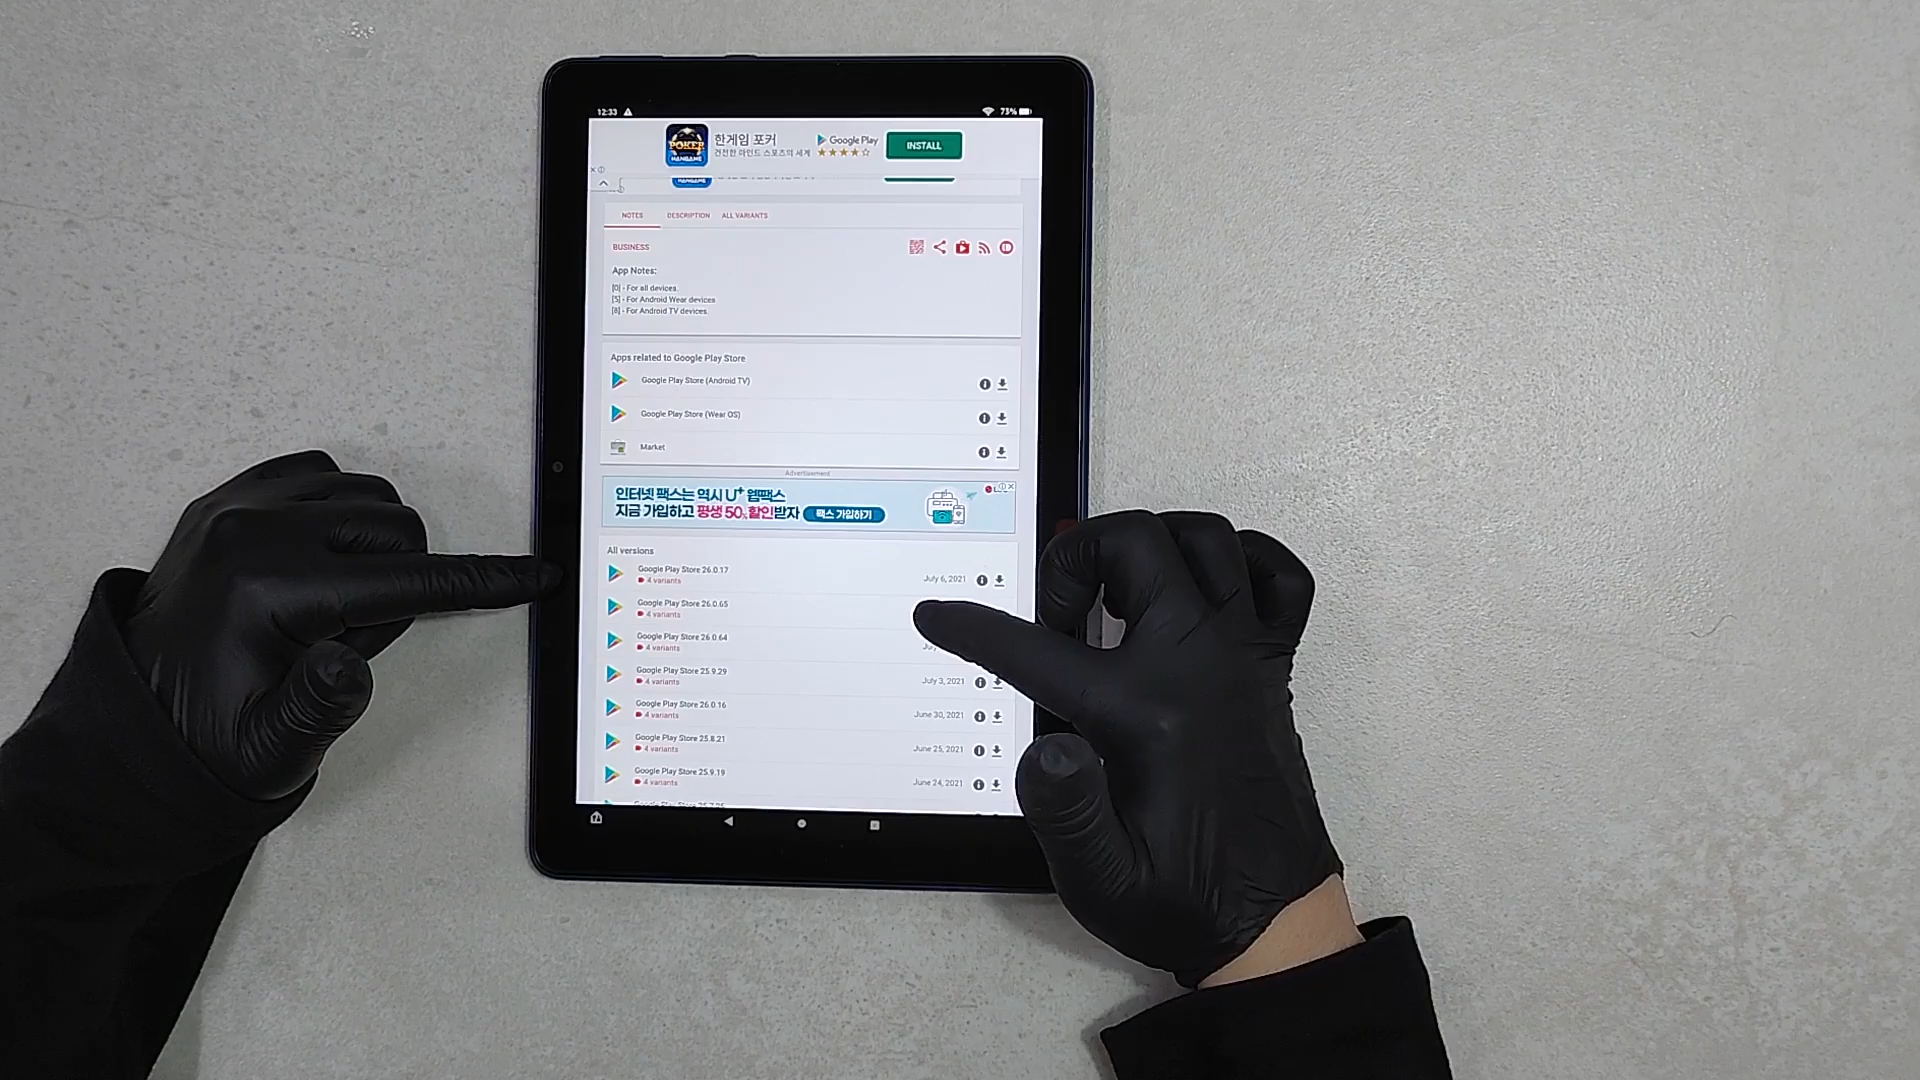 12:33
73%
POKER
HANGAME
한게임 포커
건전한 마인드 스포츠의 세계
Google Play
INSTALL
NOTES
DESCRIPTION
ALL VARIANTS
BUSINESS
App Notes:
[0] - For all devices.
[5] - For Android Wear devices
[8] - For Android TV devices.
Apps related to Google Play Store
Google Play Store (Android TV)
Google Play Store (Wear OS)
Market
Advertisement
인터넷 팩스는 역시 U+ 웹팩스
지금 가입하고 평생 50% 할인받자
팩스 가입하기
All versions
Google Play Store 26.0.17
4 variants
July 6, 2021
Google Play Store 26.0.65
4 variants
Google Play Store 26.0.64
4 variants
Google Play Store 25.9.29
4 variants
July 3, 2021
Google Play Store 26.0.16
4 variants
June 30, 2021
Google Play Store 25.8.21
4 variants
June 25, 2021
Google Play Store 25.9.19
4 variants
June 24, 2021